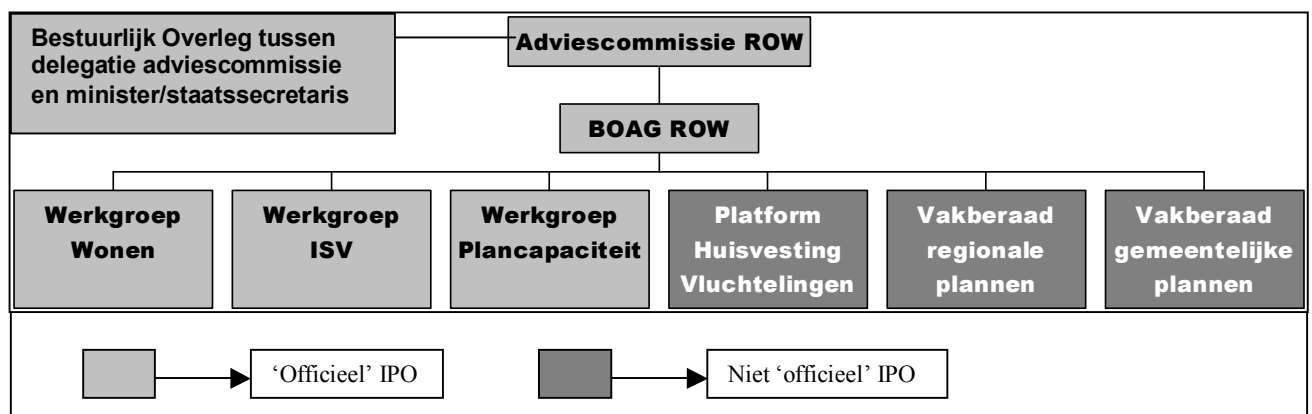 Bestuurlijk Overleg tussen
delegatie adviescommissie
en minister/staatssecretaris
Adviescommissie ROW
BOAG ROW
Werkgroep
Wonen
Werkgroep
ISV
Werkgroep
Plancapaciteit
Platform
Huisvesting
Vluchtelingen
Vakberaad
regionale
plannen
Vakberaad
gemeentelijke
plannen
‘Officieel’ IPO
Niet ‘officieel’ IPO